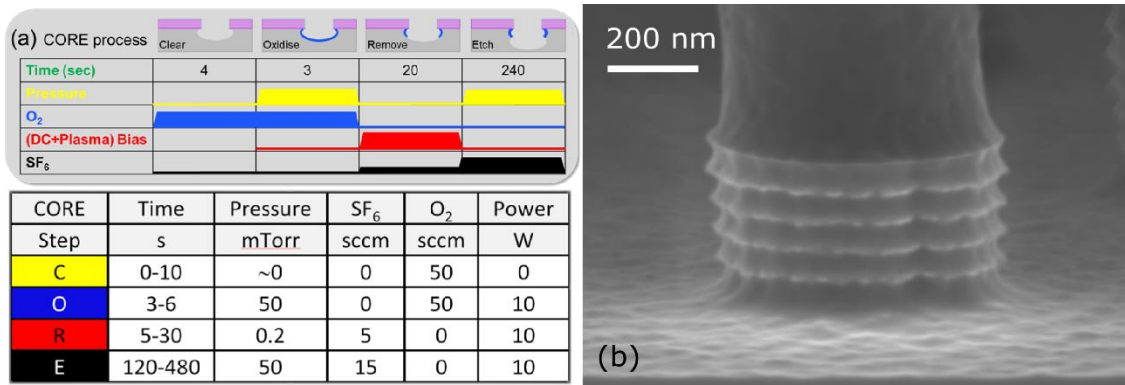 (a) CORE process
Clear
Oxidise
Remove
Etch
Time (sec) 4 3 20 240
Pressure
O₂
(DC+Plasma) Bias
SF₆
CORE Time Pressure SF₆ O₂ Power
Step s mTorr sccm sccm W
C 0-10 ~0 0 50 0
O 3-6 50 0 50 10
R 5-30 0.2 5 0 10
E 120-480 50 15 0 10
200 nm
(b)